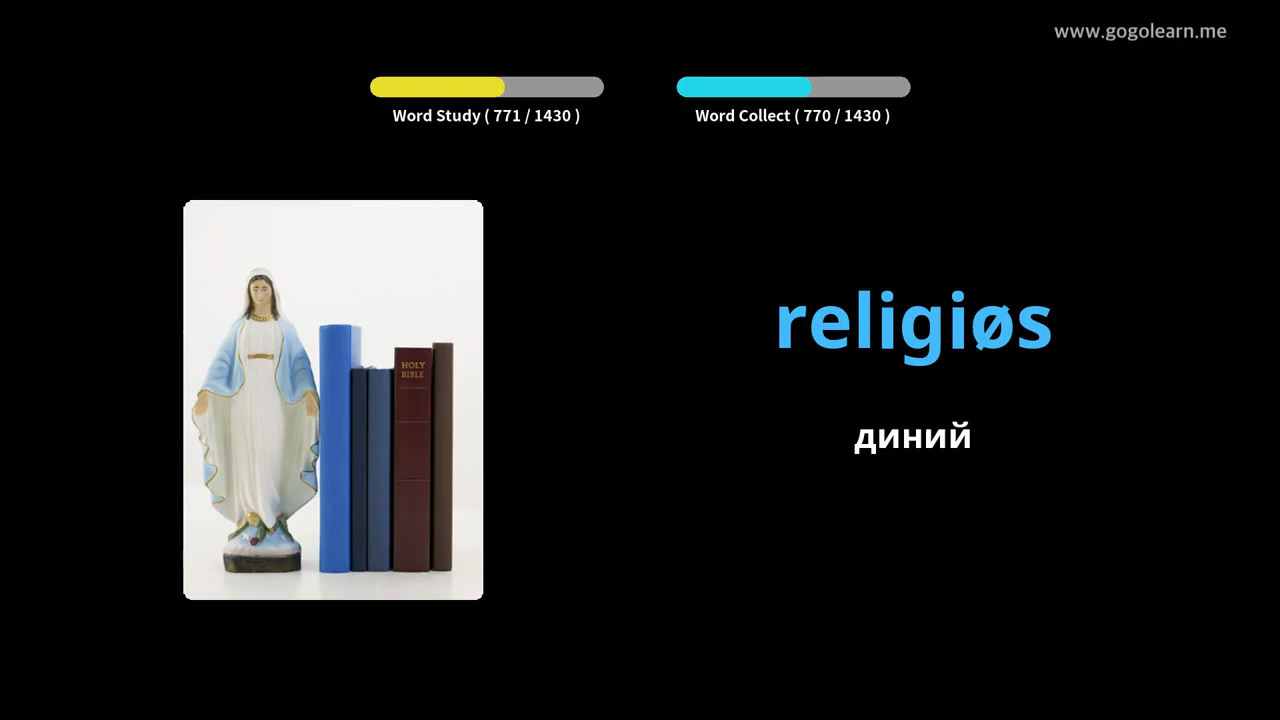 www.gogolearn.me
Word Study ( 771 / 1430 )
Word Collect ( 770 / 1430 )
HOLY
BIBLE
religiøs
диний